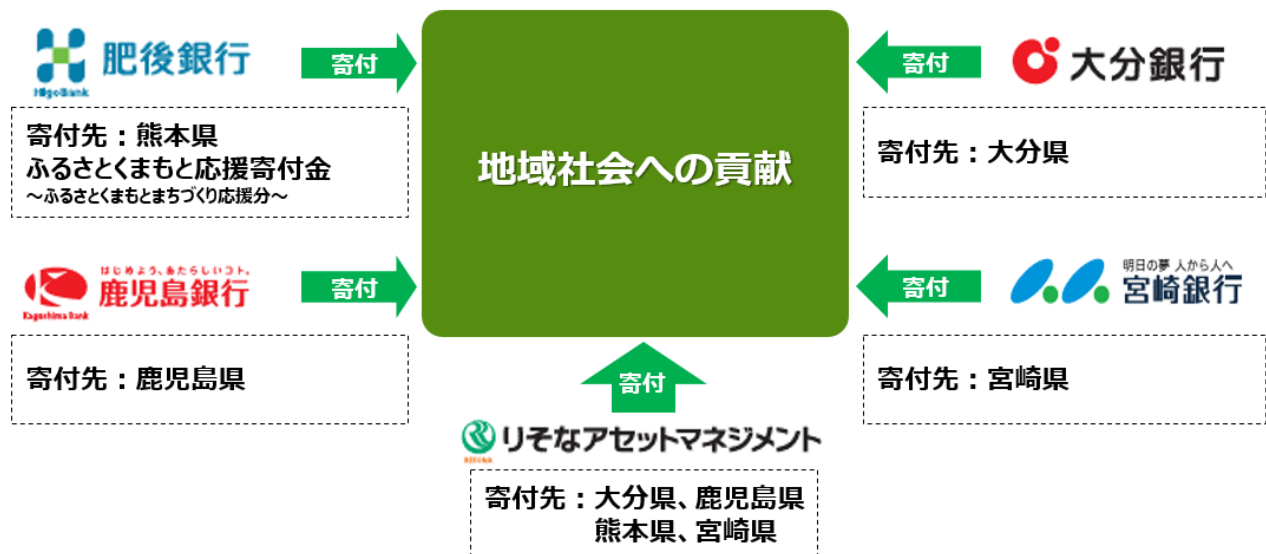 肥後銀行
HigoBank
寄付
寄付先：熊本県
ふるさとくまもと応援寄付金
～ふるさとくまもとまちづくり応援分～
はじめよう、あたらしいコト。
鹿児島銀行
Kagoshima Bank
寄付
寄付先：鹿児島県
地域社会への貢献
寄付
大分銀行
寄付先：大分県
寄付
明日の夢 人から人へ
宮崎銀行
寄付先：宮崎県
寄付
りそなアセットマネジメント
RESONA
寄付先：大分県、鹿児島県
熊本県、宮崎県